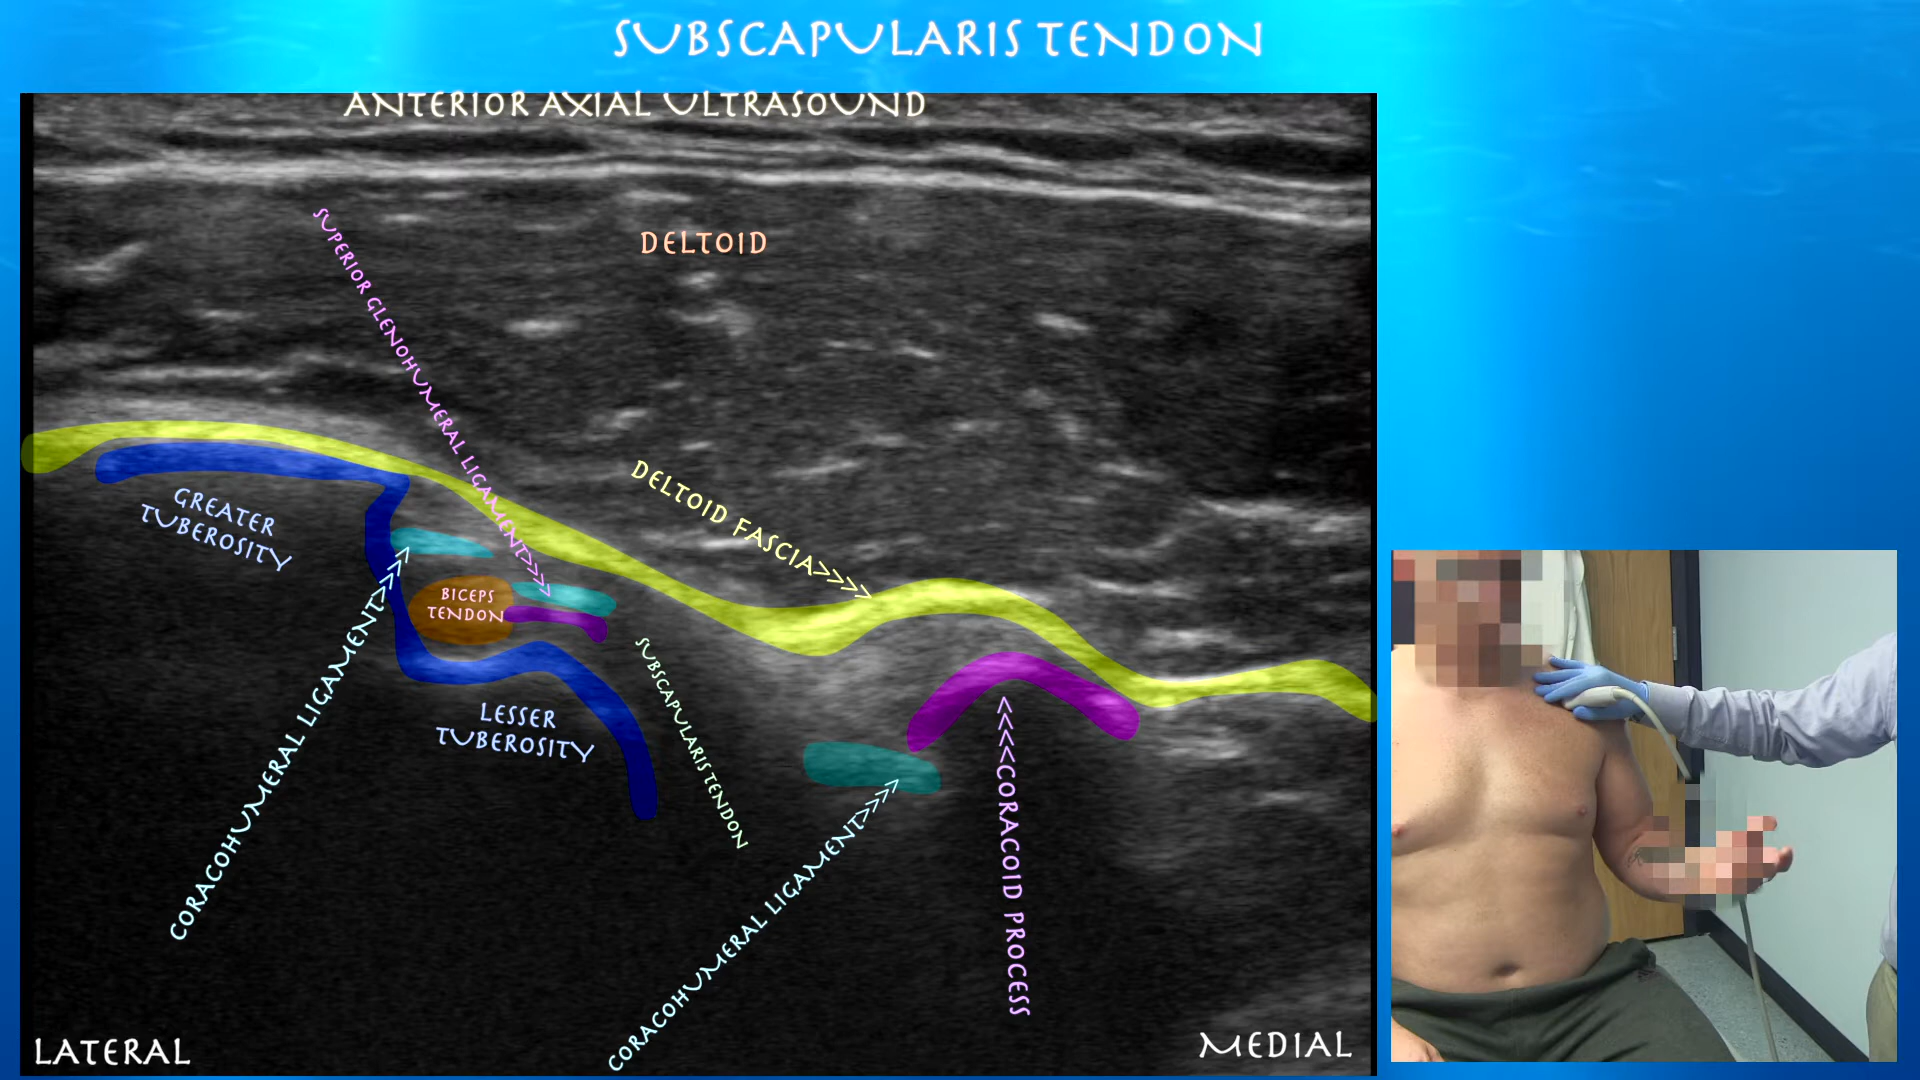 SUBSCAPULARIS TENDON
ANTERIOR AXIAL ULTRASOUND
SUPERIOR GLENOHUMERAL LIGAMENT>>>>
DELTOID
DELTOID FASCIA>>>>
GREATER
TUBEROSITY
BICEPS
TENDON
CORACOHUMERAL LIGAMENT>>>>
LESSER
TUBEROSITY
SUBSCAPULARIS TENDON
CORACOHUMERAL LIGAMENT>>>>
<<<<CORACOID PROCESS
LATERAL
MEDIAL